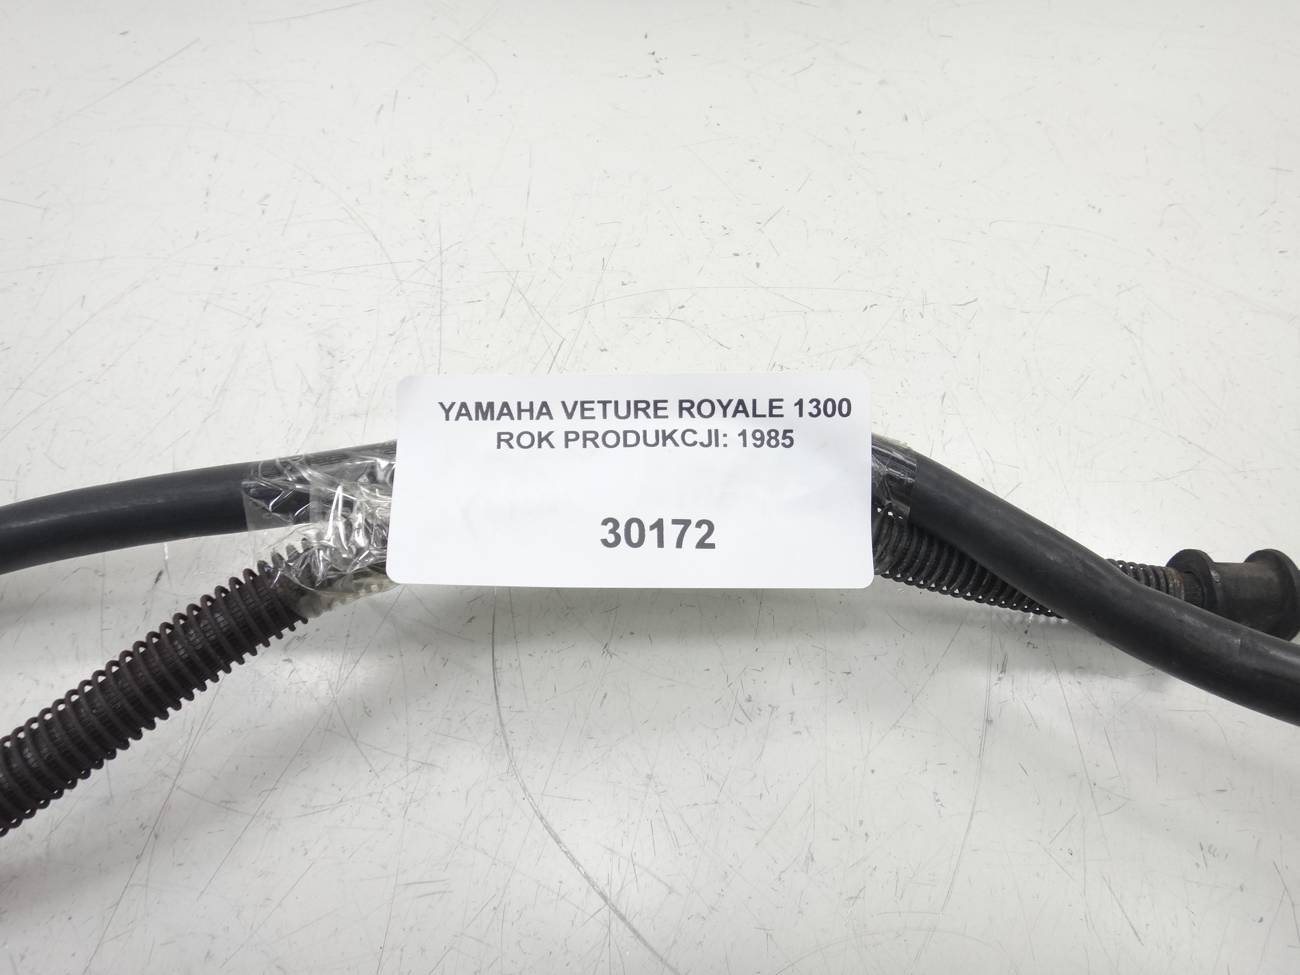 YAMAHA VETURE ROYALE 1300
ROK PRODUKCJI: 1985
30172